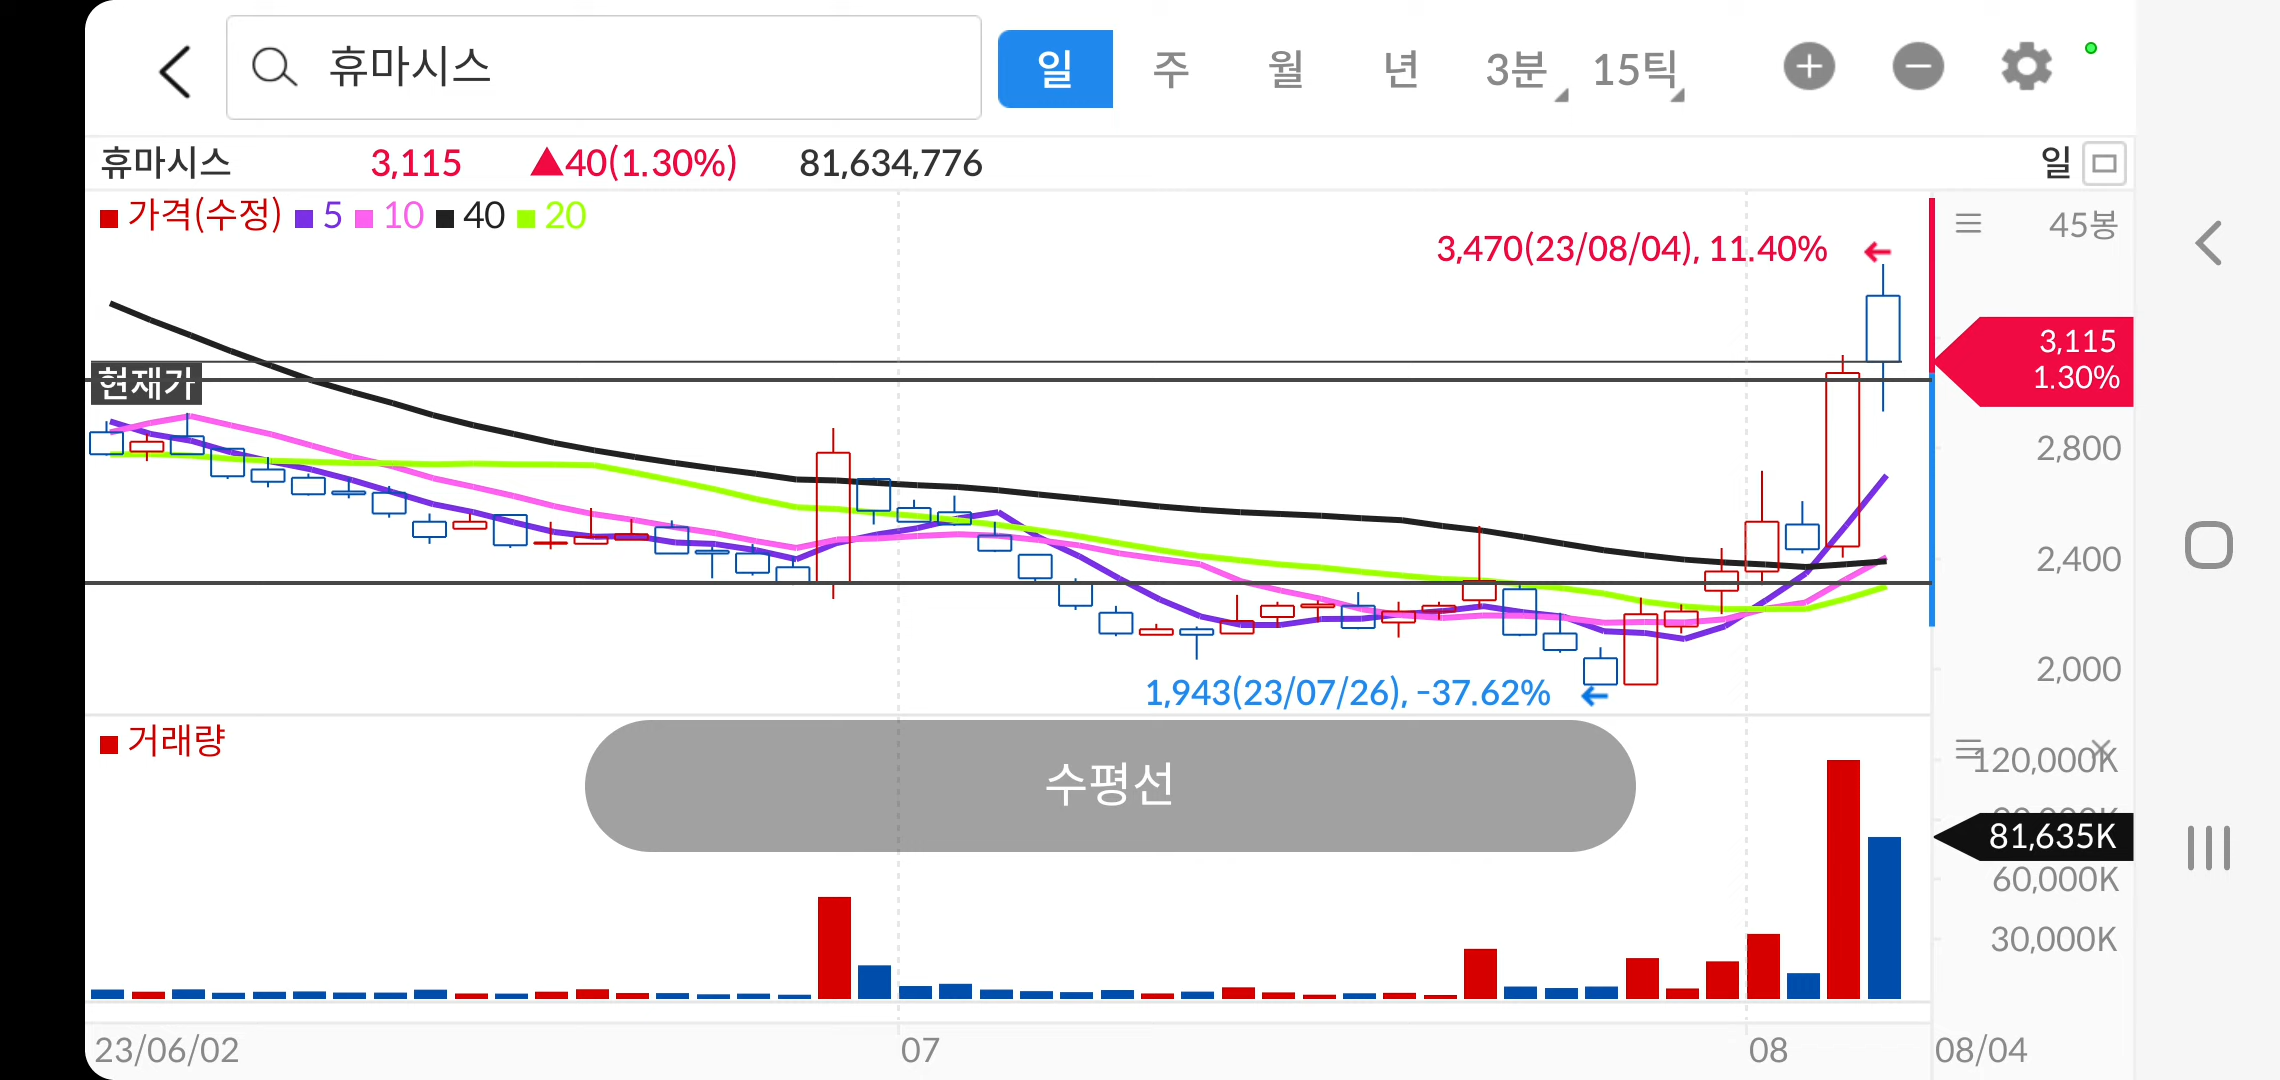 휴마시스 일 주 월 년 3분 15틱
휴마시스 3,115 ▲40(1.30%) 81,634,776 일
가격(수정) 5 10 40 20 45봉
3,470(23/08/04), 11.40%
3,115
현재가 1.30%
2,800
2,400
2,000
1,943(23/07/26), -37.62%
거래량 120,000K
수평선
81,635K
60,000K
30,000K
23/06/02 07 08 08/04